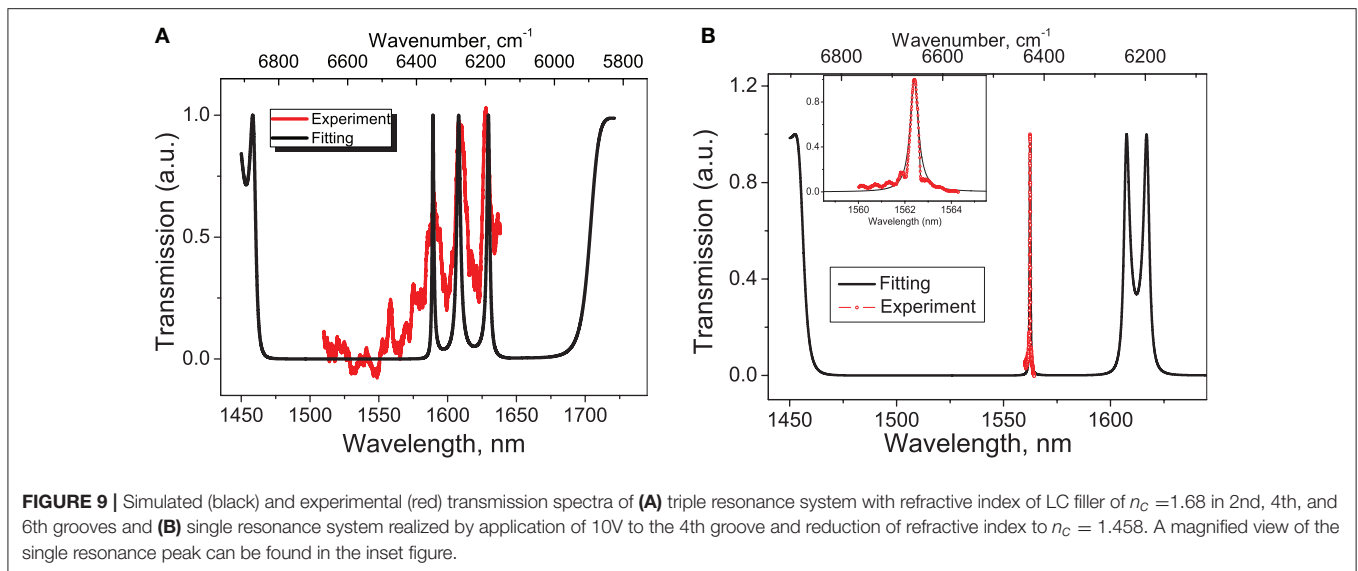 A
Wavenumber, cm-1
6800 6600 6400 6200 6000 5800
Transmission (a.u.)
1.0
0.5
0.0
Experiment
Fitting
1450 1500 1550 1600 1650 1700
Wavelength, nm
B
Wavenumber, cm-1
6800 6600 6400 6200
Transmission (a.u.)
1.2
0.8
0.4
0.0
0.8
0.4
0.0
1560 1562 1564
Wavelength (nm)
Fitting
Experiment
1450 1500 1550 1600
Wavelength, nm
FIGURE 9 | Simulated (black) and experimental (red) transmission spectra of (A) triple resonance system with refractive index of LC filler of nC =1.68 in 2nd, 4th, and
6th grooves and (B) single resonance system realized by application of 10V to the 4th groove and reduction of refractive index to nC = 1.458. A magnified view of the
single resonance peak can be found in the inset figure.